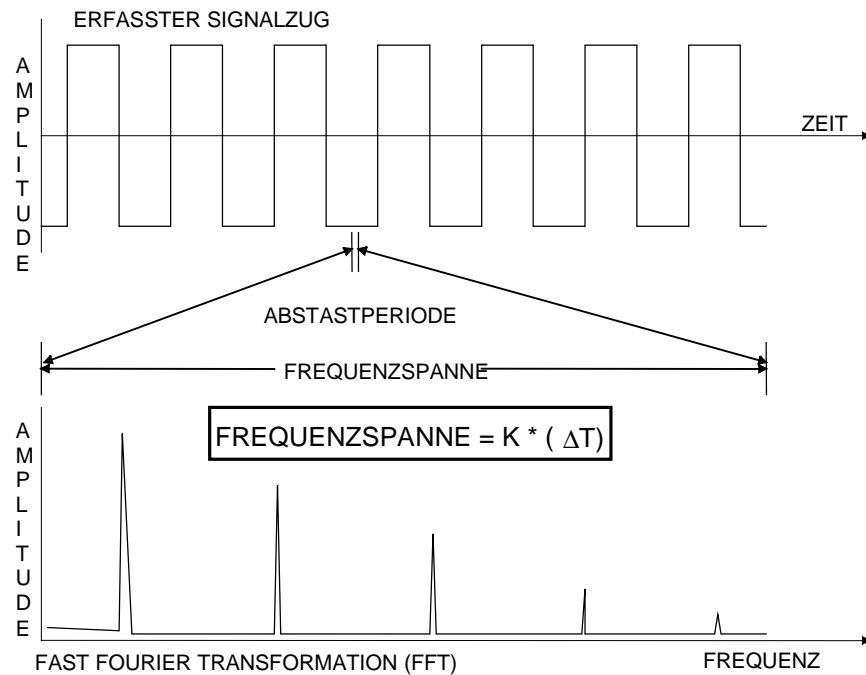 ERFASSTER SIGNALZUG
AMPLITUDE
ZEIT
ABSTASTPERIODE
FREQUENZSPANNE
FREQUENZSPANNE = K * ( ΔT)
AMPLITUDE
FAST FOURIER TRANSFORMATION (FFT)
FREQUENZ